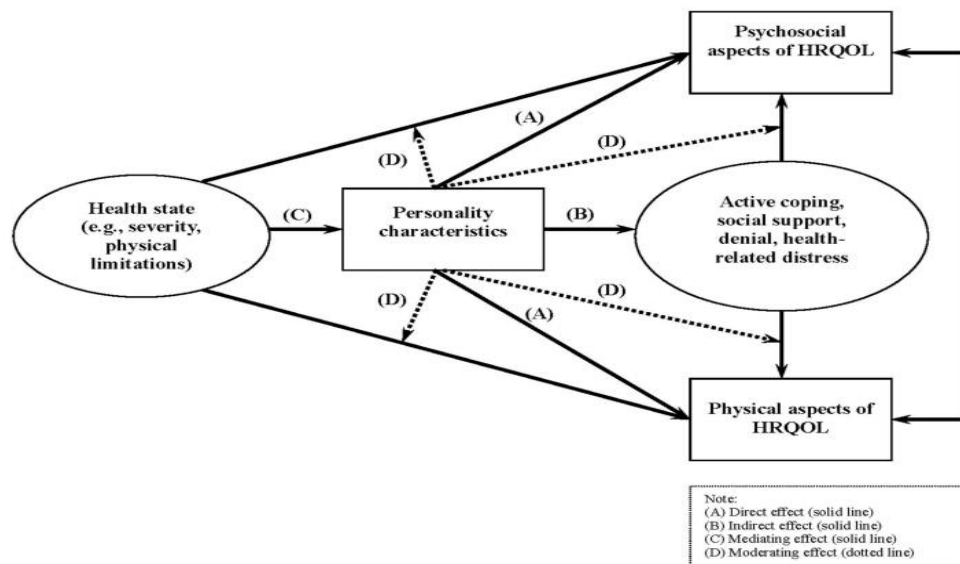 Psychosocial
aspects of HRQOL
(A)
(D)
(D)
Health state
(e.g., severity,
physical
limitations)
(C)
Personality
characteristics
(B)
Active coping,
social support,
denial, health-
related distress
(D)
(D)
(A)
Physical aspects of
HRQOL
Note:
(A) Direct effect (solid line)
(B) Indirect effect (solid line)
(C) Mediating effect (solid line)
(D) Moderating effect (dotted line)